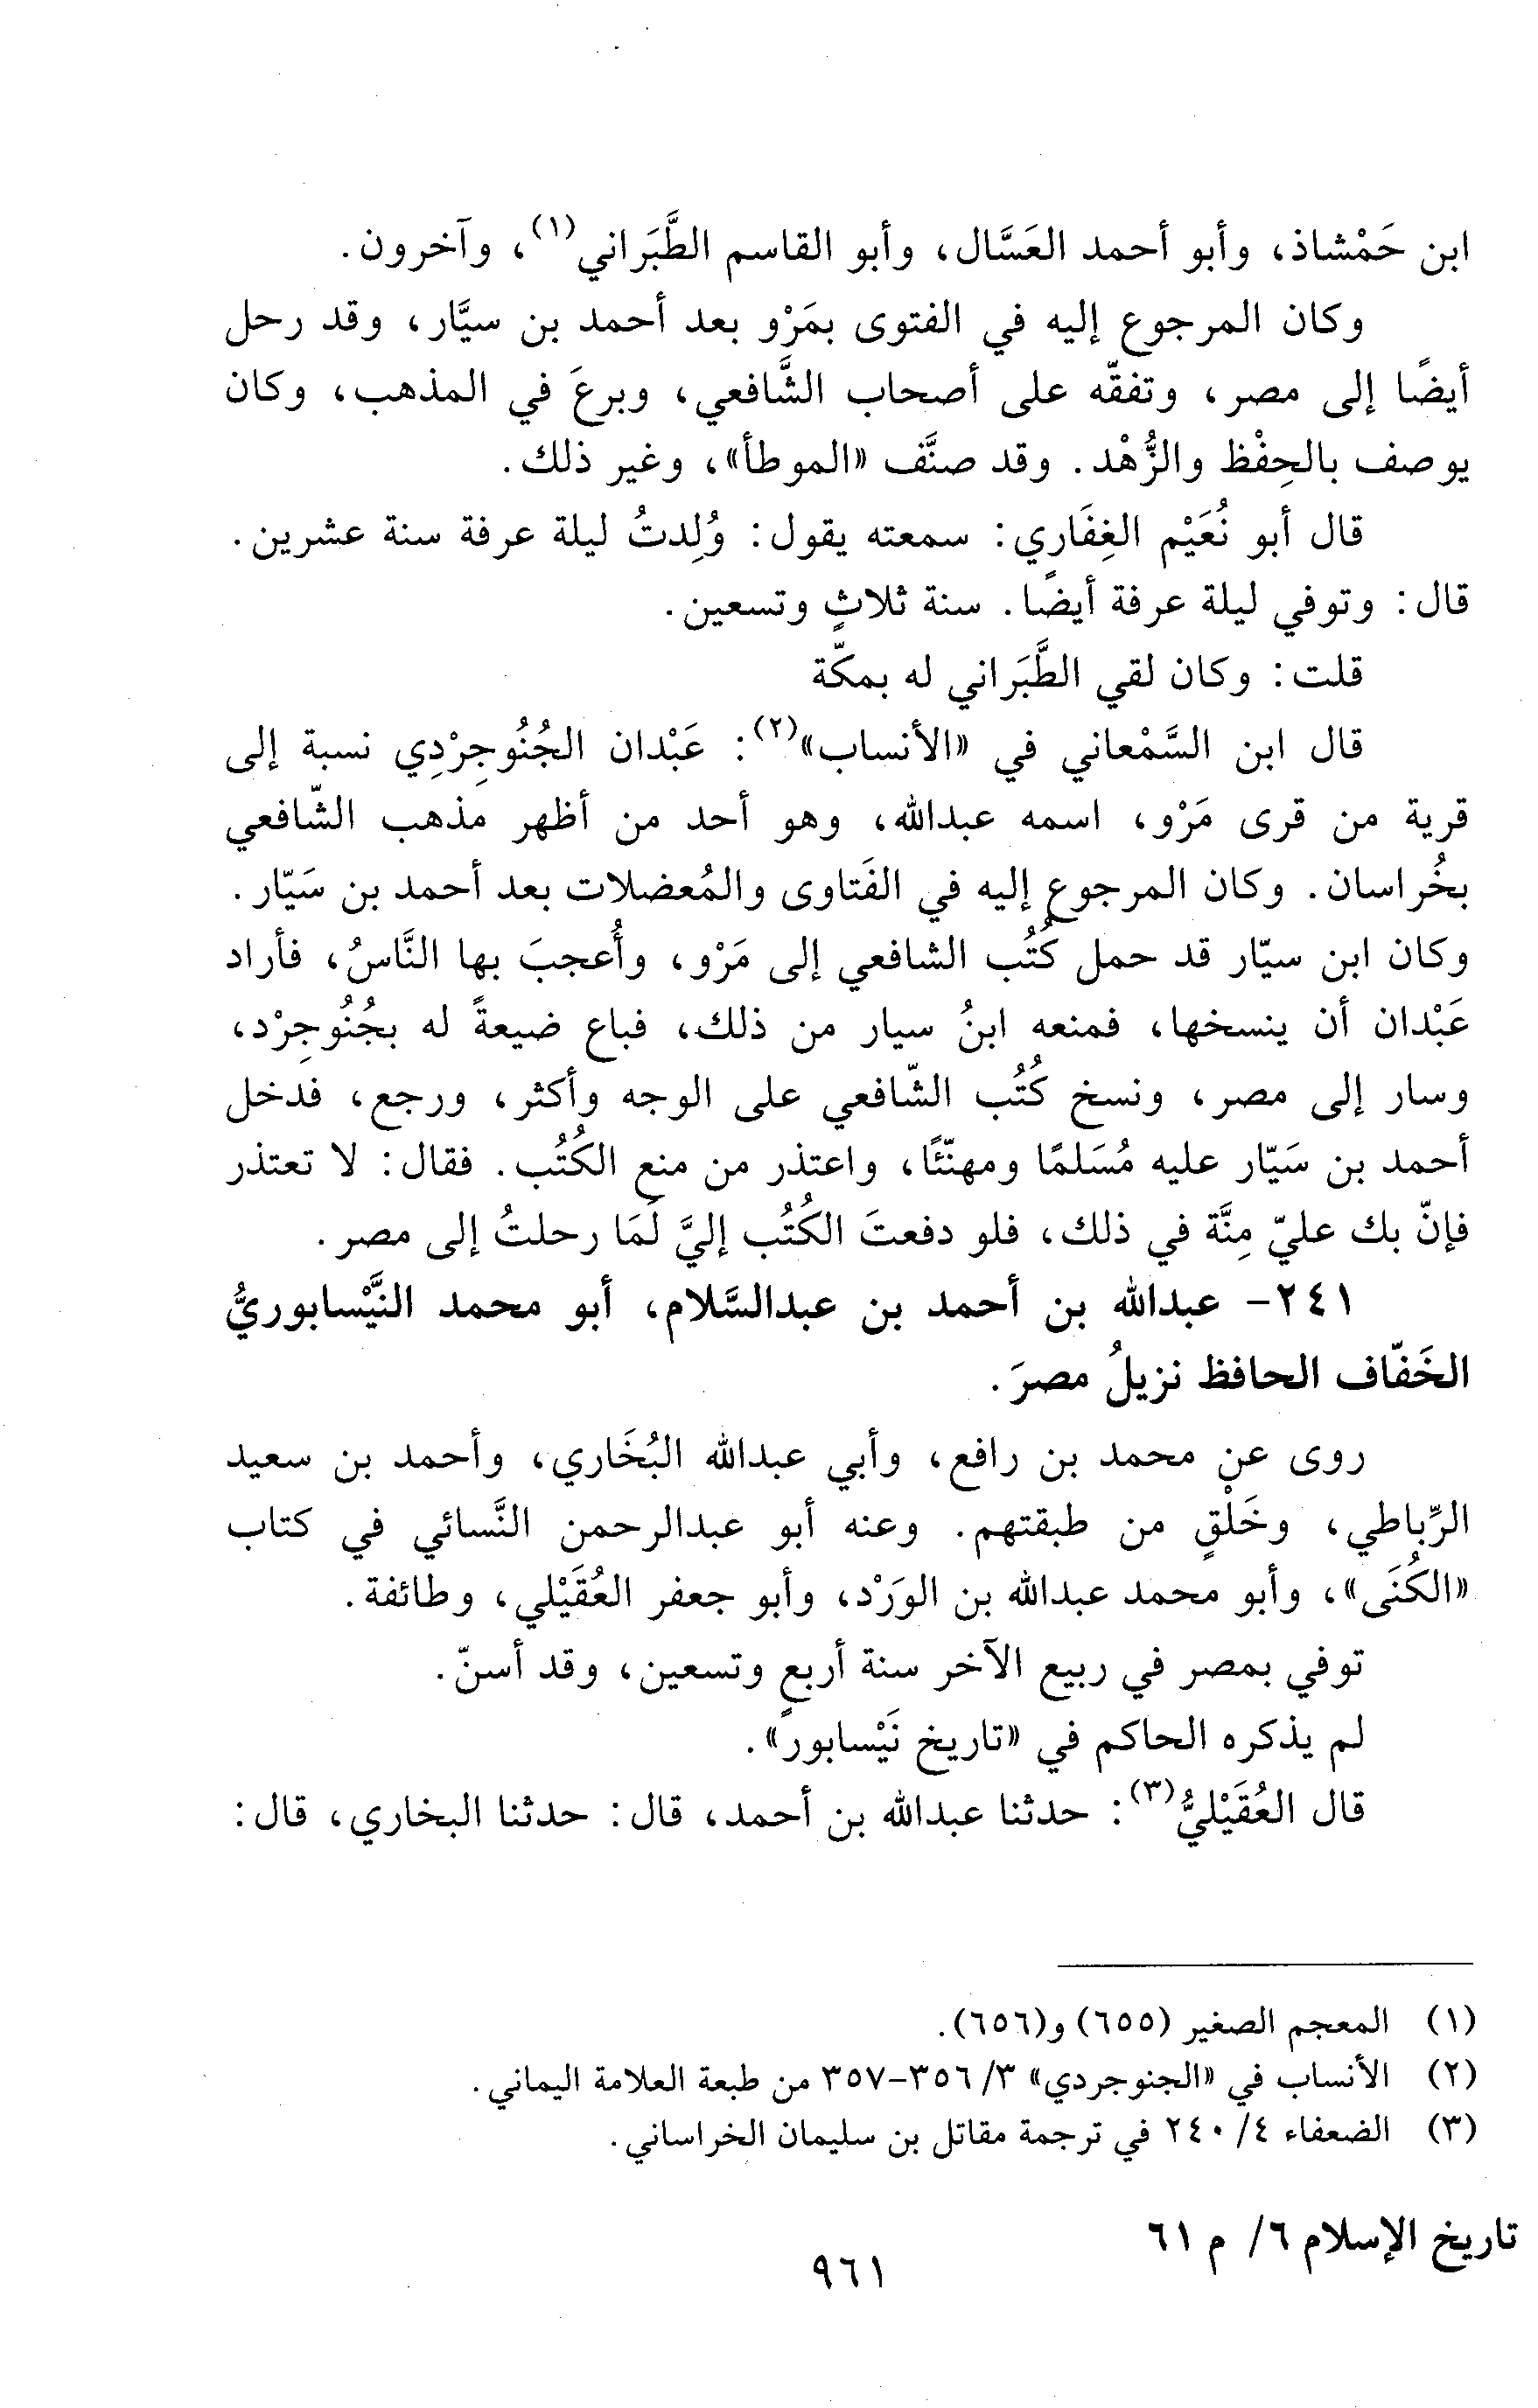 ابن حَمْشاذ، وأبو أحمد العَسَّال، وأبو القاسم الطَّبَراني(١)، وآخرون.
وكان المرجوع إليه في الفتوى بمَرْو بعد أحمد بن سيَّار، وقد رحل
أيضًا إلى مصر، وتفقّه على أصحاب الشَّافعي، وبرعَ في المذهب، وكان
يوصف بالحِفْظ والزُّهْد. وقد صنَّف «الموطأ»، وغير ذلك.
قال أبو نُعَيْم الغِفَاري: سمعته يقول: وُلِدتُ ليلة عرفة سنة عشرين.
قال: وتوفي ليلة عرفة أيضًا. سنة ثلاثٍ وتسعين.
قلت: وكان لقي الطَّبَراني له بمكّة
قال ابن السَّمْعاني في «الأنساب»(٢): عَبْدان الجُنُوجِرْدِي نسبة إلى
قرية من قرى مَرْو، اسمه عبدالله، وهو أحد من أظهر مذهب الشّافعي
بخُراسان. وكان المرجوع إليه في الفَتاوى والمُعضلات بعد أحمد بن سَيّار.
وكان ابن سيّار قد حمل كُتُب الشافعي إلى مَرْو، وأُعجبَ بها النَّاسُ، فأراد
عَبْدان أن ينسخها، فمنعه ابنُ سيار من ذلك، فباع ضيعةً له بجُنُوجِرْد،
وسار إلى مصر، ونسخ كُتُب الشّافعي على الوجه وأكثر، ورجع، فدخل
أحمد بن سَيّار عليه مُسَلمًا ومهنّئًا، واعتذر من منع الكُتُب. فقال: لا تعتذر
فإنّ بك عليّ مِنَّة في ذلك، فلو دفعتَ الكُتُب إليَّ لَمَا رحلتُ إلى مصر.
٢٤١- عبدالله بن أحمد بن عبدالسَّلام، أبو محمد النَّيْسابوريُّ
الخَفّاف الحافظ نزيلُ مصرَ.
روى عن محمد بن رافع، وأبي عبدالله البُخَاري، وأحمد بن سعيد
الرِّباطي، وخَلْقٍ من طبقتهم. وعنه أبو عبدالرحمن النَّسائي في كتاب
«الكُنَى»، وأبو محمد عبدالله بن الوَرْد، وأبو جعفر العُقَيْلي، وطائفة.
توفي بمصر في ربيع الآخر سنة أربعٍ وتسعين، وقد أسنّ.
لم يذكره الحاكم في «تاريخ نَيْسابور».
قال العُقَيْليُّ(٣): حدثنا عبدالله بن أحمد، قال: حدثنا البخاري، قال:
(١) المعجم الصغير (٦٥٥) و(٦٥٦).
(٢) الأنساب في «الجنوجردي» ٣/ ٣٥٦-٣٥٧ من طبعة العلامة اليماني.
(٣) الضعفاء ٤/ ٢٤٠ في ترجمة مقاتل بن سليمان الخراساني.
تاريخ الإسلام ٦/ م ٦١
٩٦١